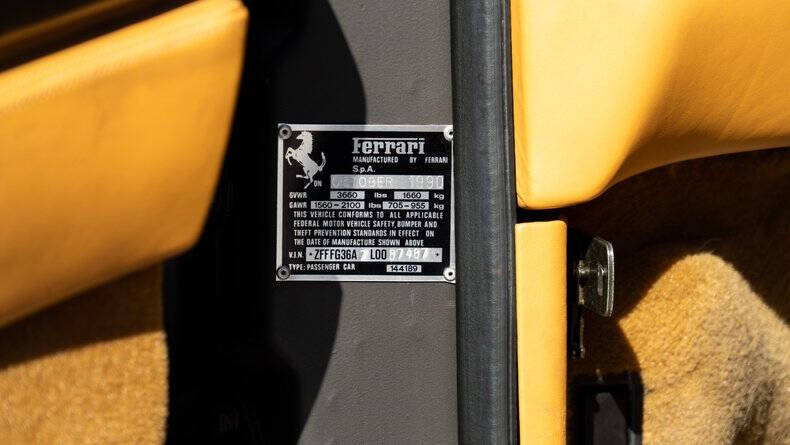 Ferrari
MANUFACTURED BY FERRARI
S.p.A.
ON OCTOBER 1990
GVWR 3660 lbs 1660 kg
GAWR 1560-2100 lbs 705-955 kg
THIS VEHICLE CONFORMS TO ALL APPLICABLE
FEDERAL MOTOR VEHICLE SAFETY, BUMPER AND
THEFT PREVENTION STANDARDS IN EFFECT ON
THE DATE OF MANUFACTURE SHOWN ABOVE
V.I.N. * ZFFFG36A7L0087487 *
TYPE: PASSENGER CAR 144189